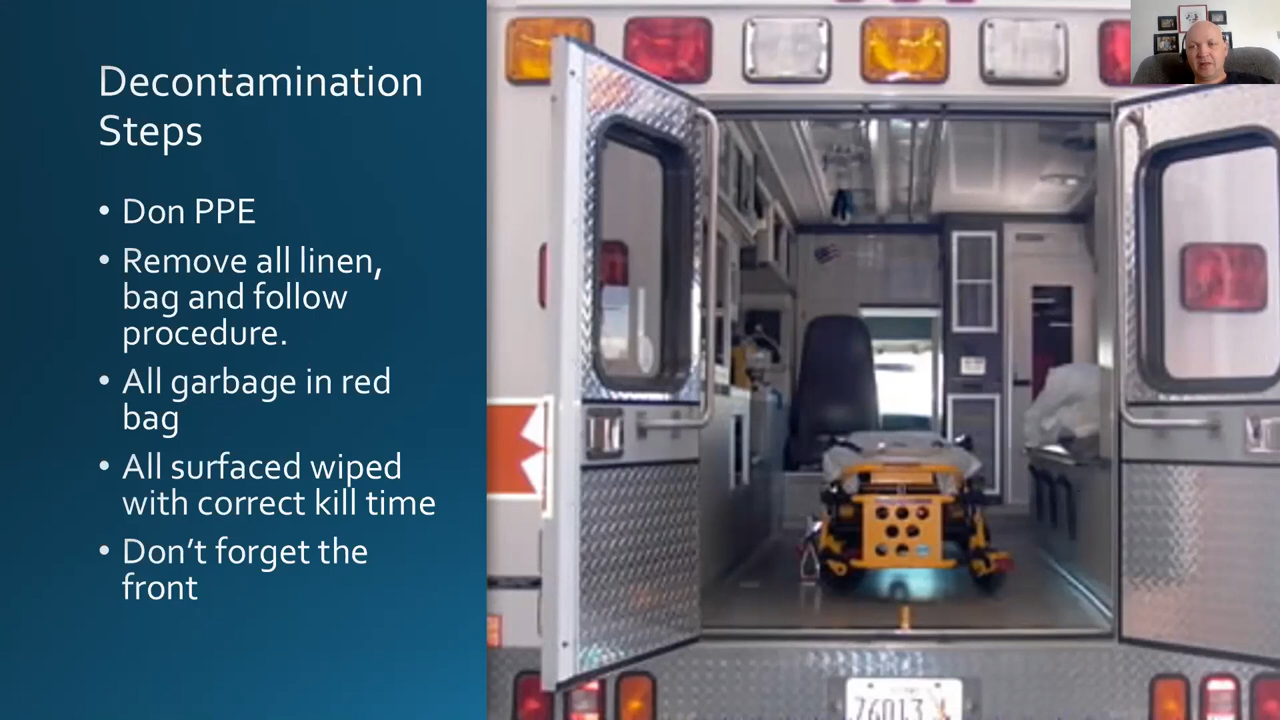 Decontamination
Steps
• Don PPE
• Remove all linen,
bag and follow
procedure.
• All garbage in red
bag
• All surfaced wiped
with correct kill time
• Don’t forget the
front
76013